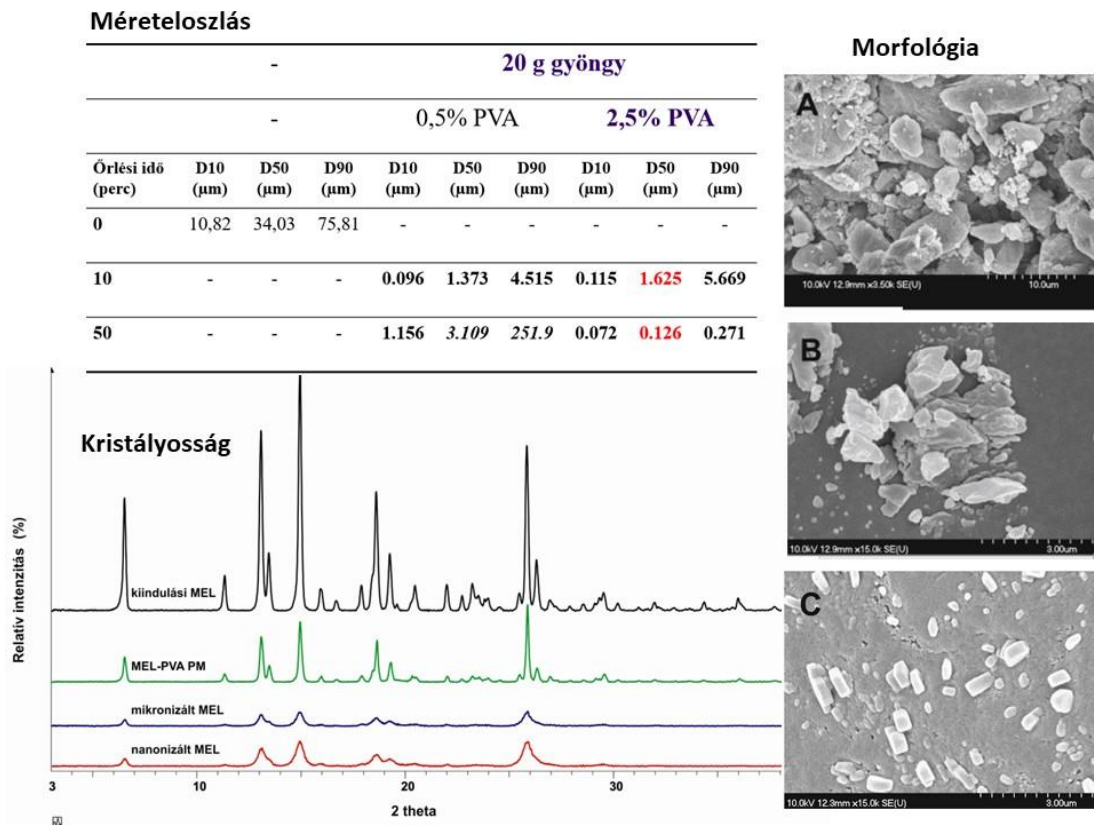 Méreteloszlás
- 20 g gyöngy
- 0,5% PVA 2,5% PVA
Őrlési idő (perc) D10 (µm) D50 (µm) D90 (µm) D10 (µm) D50 (µm) D90 (µm) D10 (µm) D50 (µm) D90 (µm)
0 10,82 34,03 75,81 - - - - - -
10 - - - 0.096 1.373 4.515 0.115 1.625 5.669
50 - - - 1.156 3.109 251.9 0.072 0.126 0.271
Kristályosság
Relatív intenzitás (%)
kiindulási MEL
MEL-PVA PM
mikronizált MEL
nanonizált MEL
3 10 20 30
2 theta
Morfológia
A
10.0kV 12.9mm x3.50k SE(U) 10.0um
B
10.0kV 12.9mm x15.0k SE(U) 3.00um
C
10.0kV 12.3mm x15.0k SE(U) 3.00um